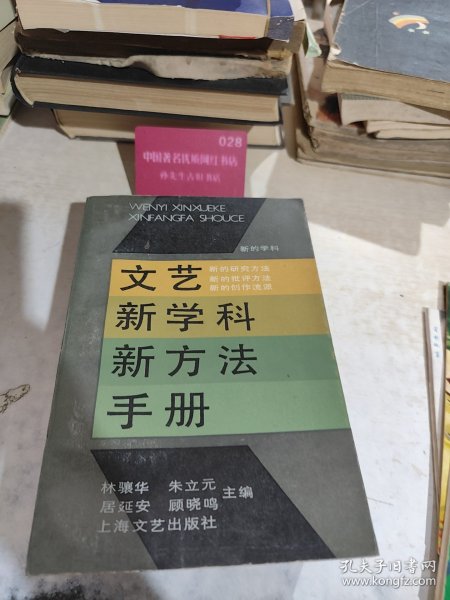 028
中国著名优质网红书店
孙先生古旧书店
WENYI XINXUEKE
XINFANGFA SHOUCE
新的学科
新的研究方法
新的批评方法
新的创作流派
文艺
新学科
新方法
手册
林骧华 朱立元
居延安 顾晓鸣
主编
上海文艺出版社
孔夫子旧书网
www.kongfz.com